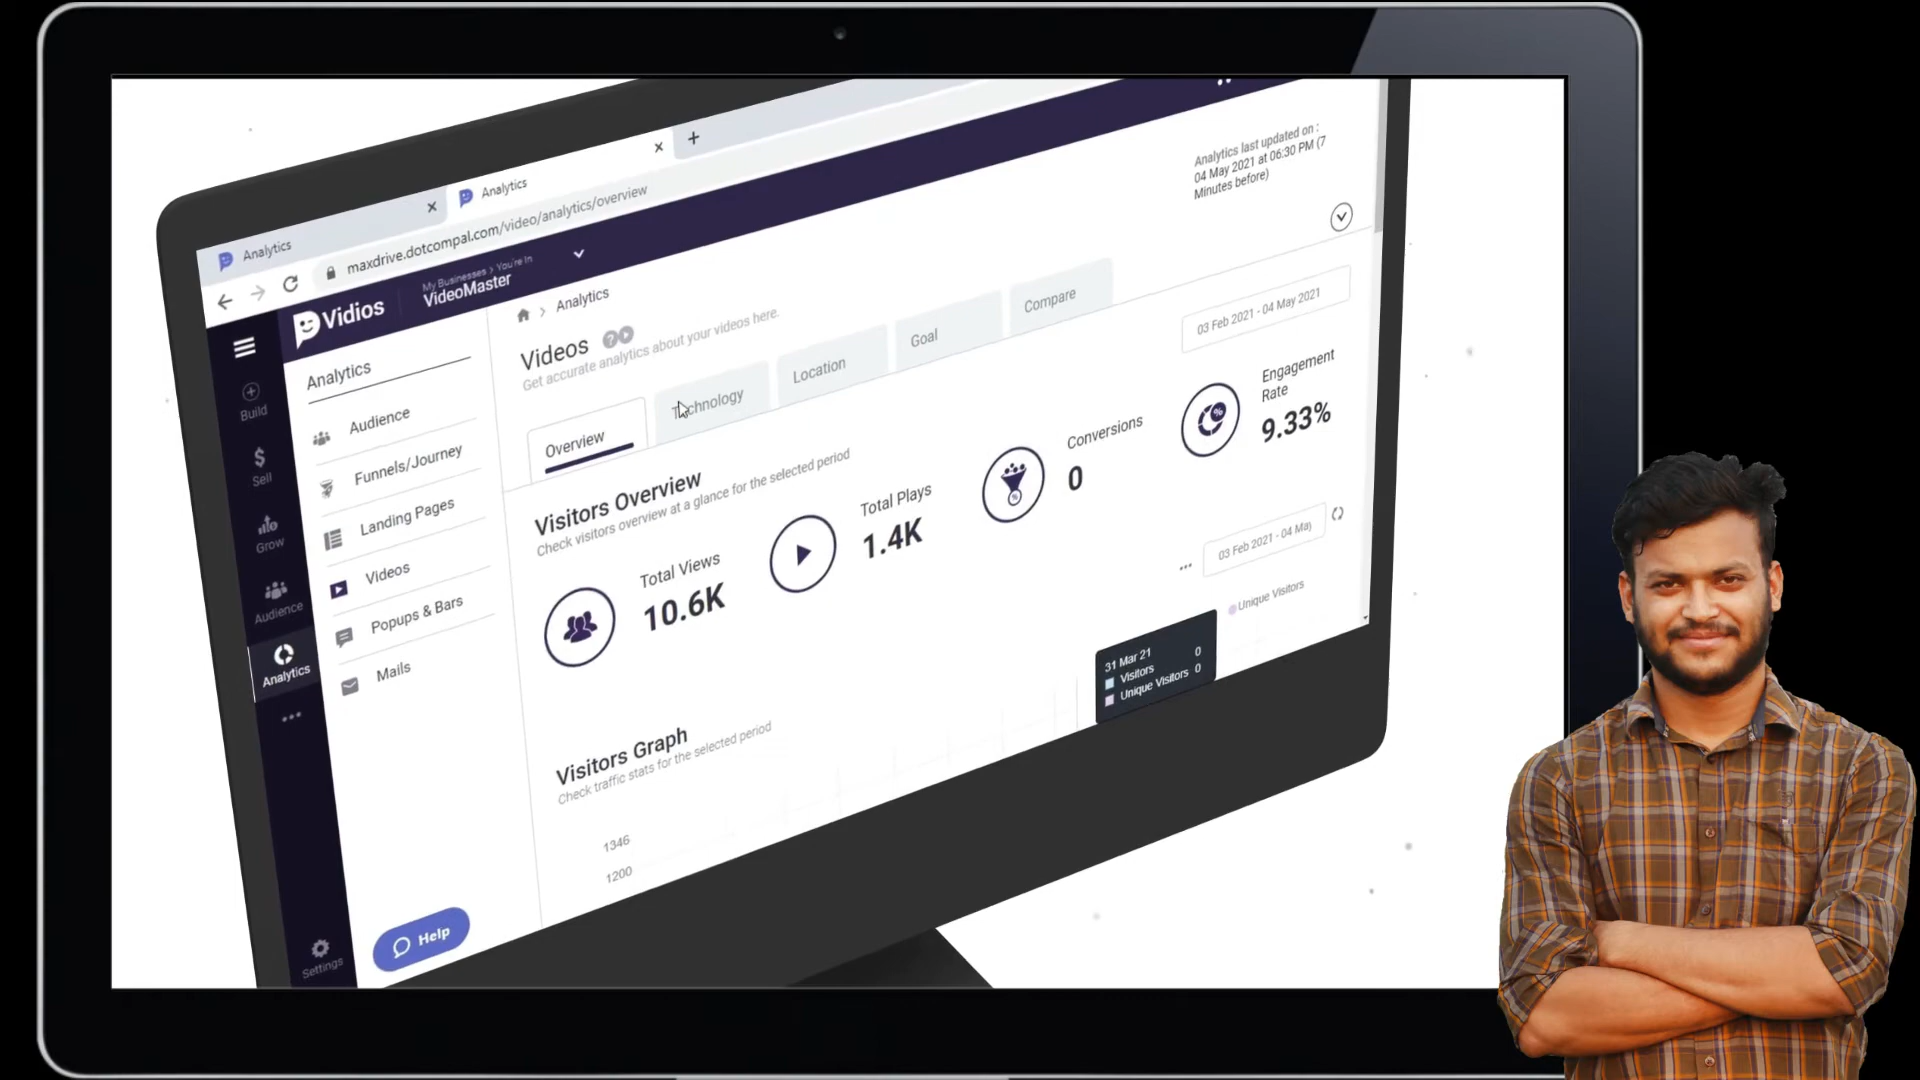 Analytics
Analytics
maxdrive.dotcompal.com/video/analytics/overview
Vidios
My Businesses > You're In
VideoMaster
Analytics last updated on :
04 May 2021 at 06:30 PM (7
Minutes before)
Build
Sell
Grow
Audience
Analytics
Settings
Analytics
Audience
Funnels/Journey
Landing Pages
Videos
Popups & Bars
Mails
Help
Analytics
Videos
Get accurate analytics about your videos here.
03 Feb 2021 - 04 May 2021
Overview
Technology
Location
Goal
Compare
Visitors Overview
Check visitors overview at a glance for the selected period
Total Views
10.6K
Total Plays
1.4K
Conversions
0
Engagement
Rate
9.33%
Visitors Graph
Check traffic stats for the selected period
03 Feb 2021 - 04 May
Unique Visitors
31 Mar 21
Visitors 0
Unique Visitors 0
1346
1200